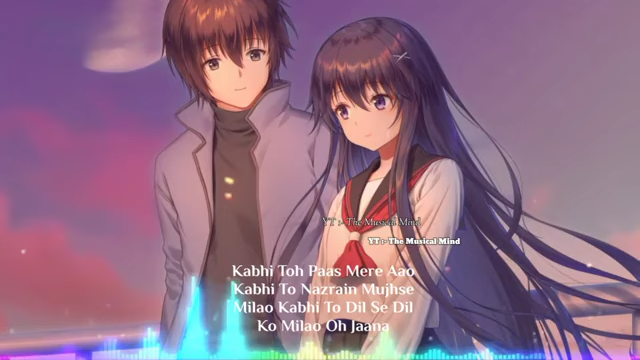 YT :- The Musical Mind
YT :- The Musical Mind
Kabhi Toh Paas Mere Aao
Kabhi To Nazrain Mujhse
Milao Kabhi To Dil Se Dil
Ko Milao Oh Jaana